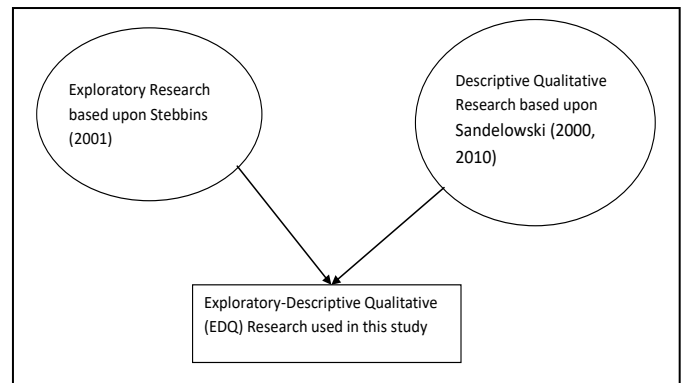 Exploratory Research
based upon Stebbins
(2001)
Descriptive Qualitative
Research based upon
Sandelowski (2000,
2010)
Exploratory-Descriptive Qualitative
(EDQ) Research used in this study